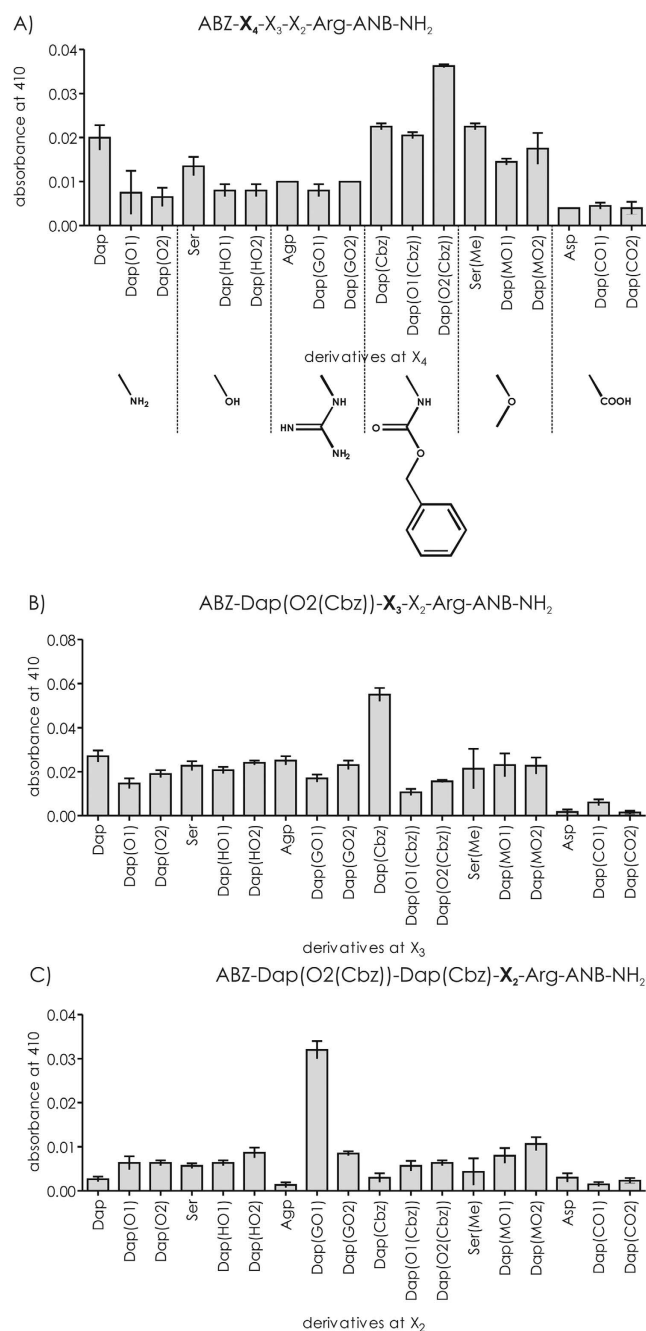 A) ABZ-X₄-X₃-X₂-Arg-ANB-NH₂
absorbance at 410
0.04
0.03
0.02
0.01
0.00
Dap
Dap(O1)
Dap(O2)
Ser
Dap(HO1)
Dap(HO2)
Agp
Dap(GO1)
Dap(GO2)
Dap(Cbz)
Dap(O1(Cbz))
Dap(O2(Cbz))
Ser(Me)
Dap(MO1)
Dap(MO2)
Asp
Dap(CO1)
Dap(CO2)
derivatives at X₄
NH₂
OH
NH
HN
NH₂
NH
O
O
O
COOH
B) ABZ-Dap(O2(Cbz))-X₃-X₂-Arg-ANB-NH₂
absorbance at 410
0.08
0.06
0.04
0.02
0.00
Dap
Dap(O1)
Dap(O2)
Ser
Dap(HO1)
Dap(HO2)
Agp
Dap(GO1)
Dap(GO2)
Dap(Cbz)
Dap(O1(Cbz))
Dap(O2(Cbz))
Ser(Me)
Dap(MO1)
Dap(MO2)
Asp
Dap(CO1)
Dap(CO2)
derivatives at X₃
C) ABZ-Dap(O2(Cbz))-Dap(Cbz)-X₂-Arg-ANB-NH₂
absorbance at 410
0.04
0.03
0.02
0.01
0.00
Dap
Dap(O1)
Dap(O2)
Ser
Dap(HO1)
Dap(HO2)
Agp
Dap(GO1)
Dap(GO2)
Dap(Cbz)
Dap(O1(Cbz))
Dap(O2(Cbz))
Ser(Me)
Dap(MO1)
Dap(MO2)
Asp
Dap(CO1)
Dap(CO2)
derivatives at X₂